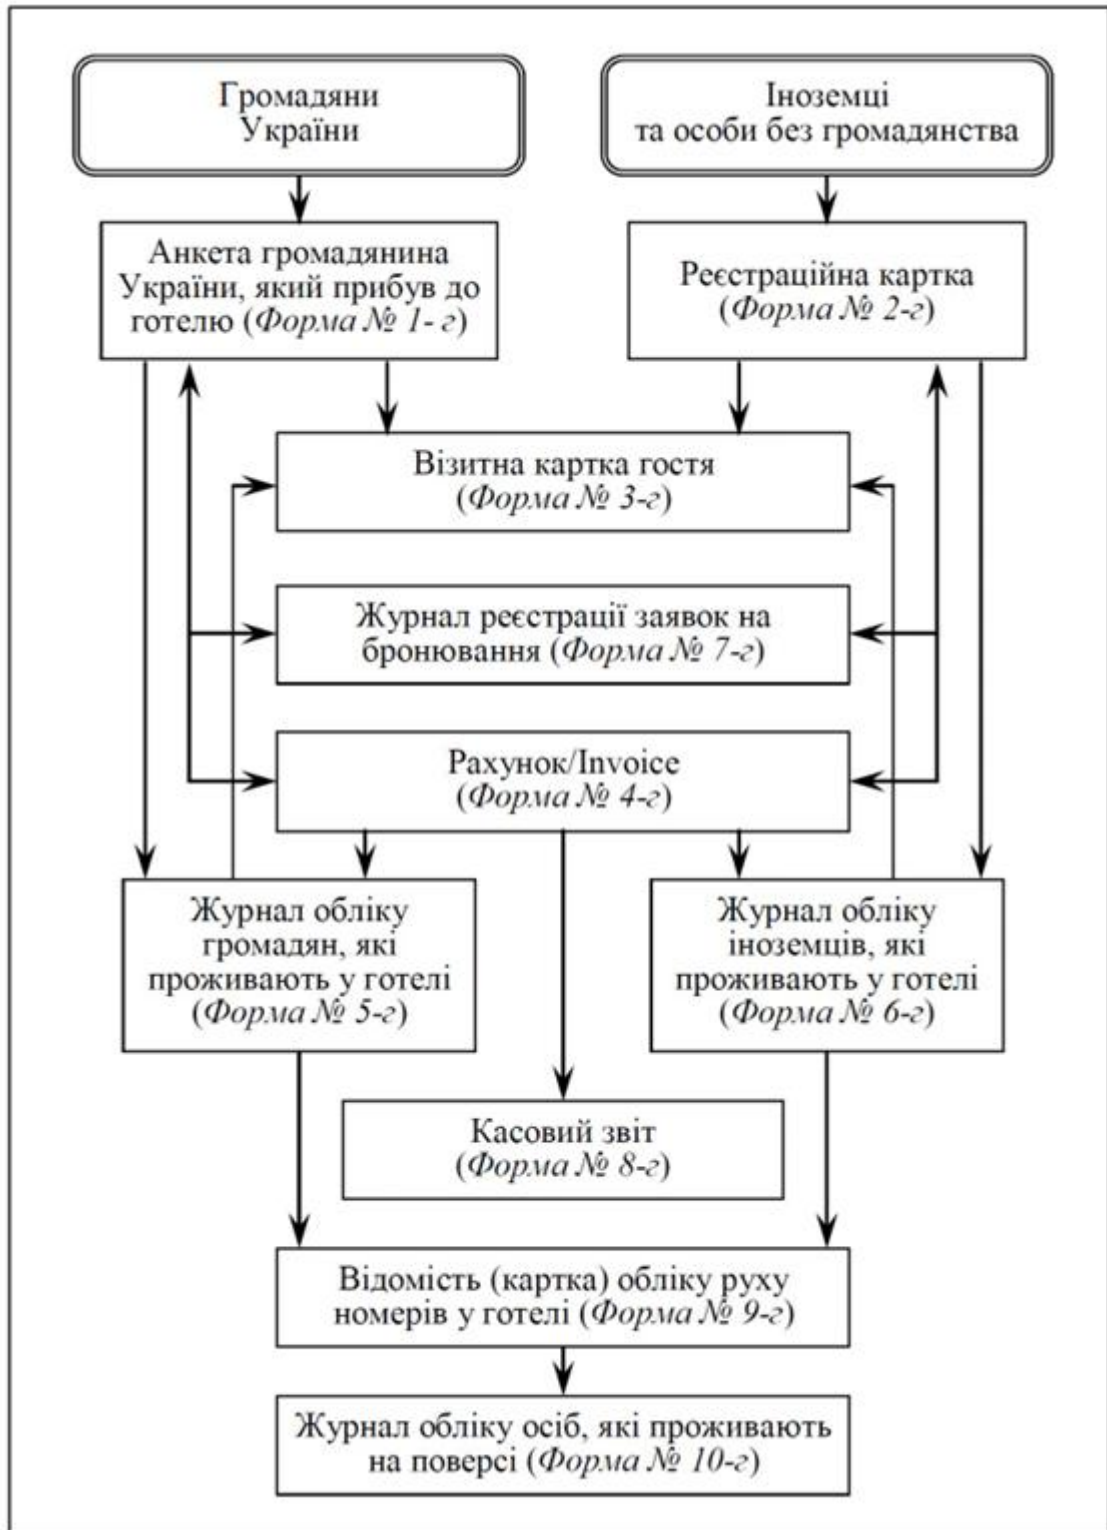 Громадяни
України
Іноземці
та особи без громадянства
Анкета громадянина
України, який прибув до
готелю (Форма № 1- г)
Реєстраційна картка
(Форма № 2-г)
Візитна картка гостя
(Форма № 3-г)
Журнал реєстрації заявок на
бронювання (Форма № 7-г)
Рахунок/Invoice
(Форма № 4-г)
Журнал обліку
громадян, які
проживають у готелі
(Форма № 5-г)
Журнал обліку
іноземців, які
проживають у готелі
(Форма № 6-г)
Касовий звіт
(Форма № 8-г)
Відомість (картка) обліку руху
номерів у готелі (Форма № 9-г)
Журнал обліку осіб, які проживають
на поверсі (Форма № 10-г)